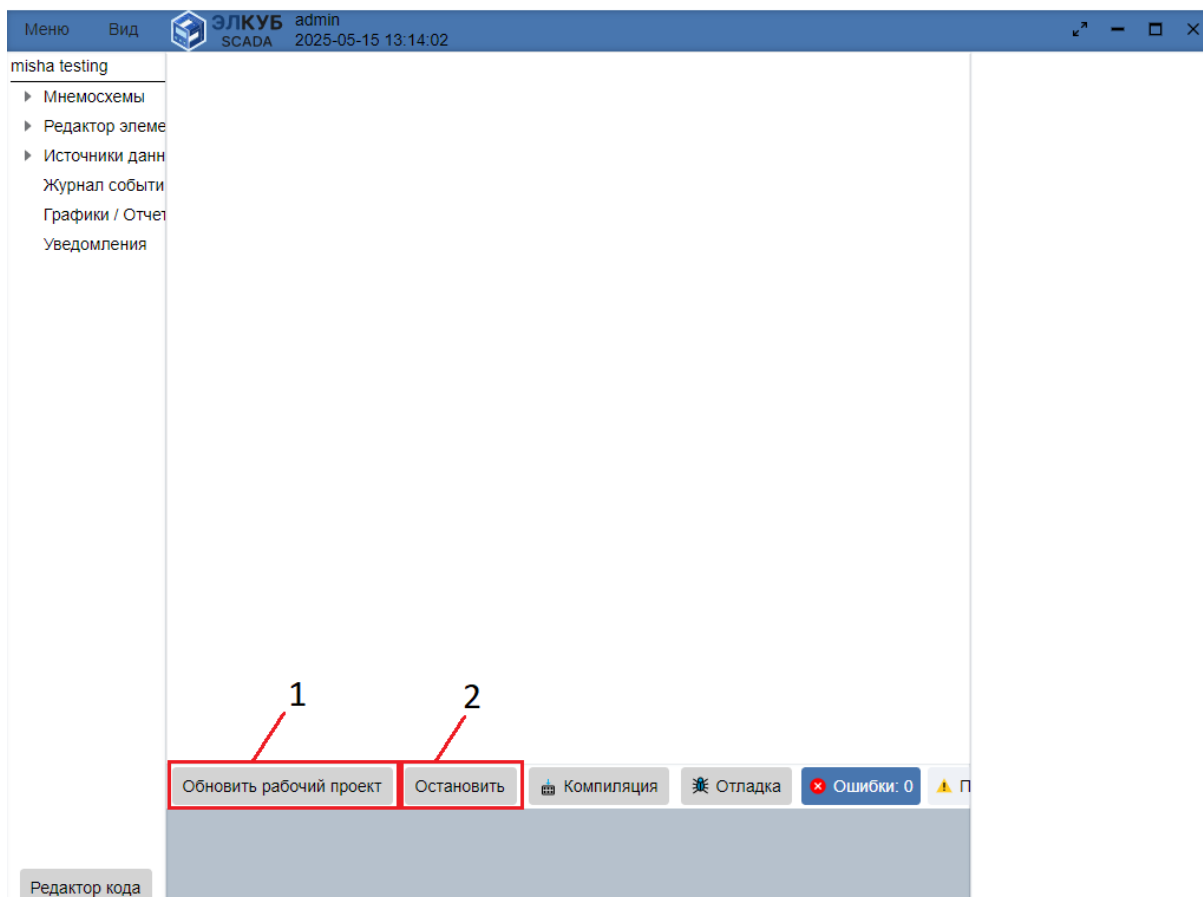 Меню Вид ЭЛКУБ SCADA admin
2025-05-15 13:14:02
misha testing
Мнемосхемы
Редактор элеме
Источники данн
Журнал событи
Графики / Отчет
Уведомления
1 2
Обновить рабочий проект Остановить Компиляция Отладка Ошибки: 0 П
Редактор кода